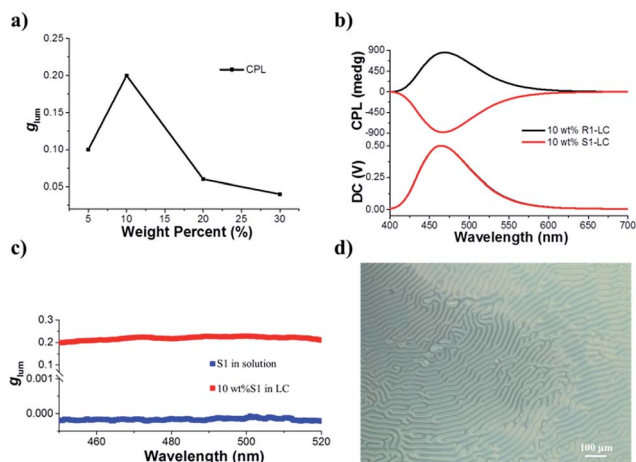 a)
0.25
0.20
0.15
0.10
0.05
g_lum
CPL
5 10 15 20 25 30
Weight Percent (%)
b)
900
450
0
-450
-900
CPL (medg)
10 wt% R1-LC
10 wt% S1-LC
0.50
0.25
0.00
DC (V)
400 450 500 550 600 650 700
Wavelength (nm)
c)
0.3
0.2
0.1
0.001
0.000
g_lum
S1 in solution
10 wt%S1 in LC
460 480 500 520
Wavelength (nm)
d)
100 μm